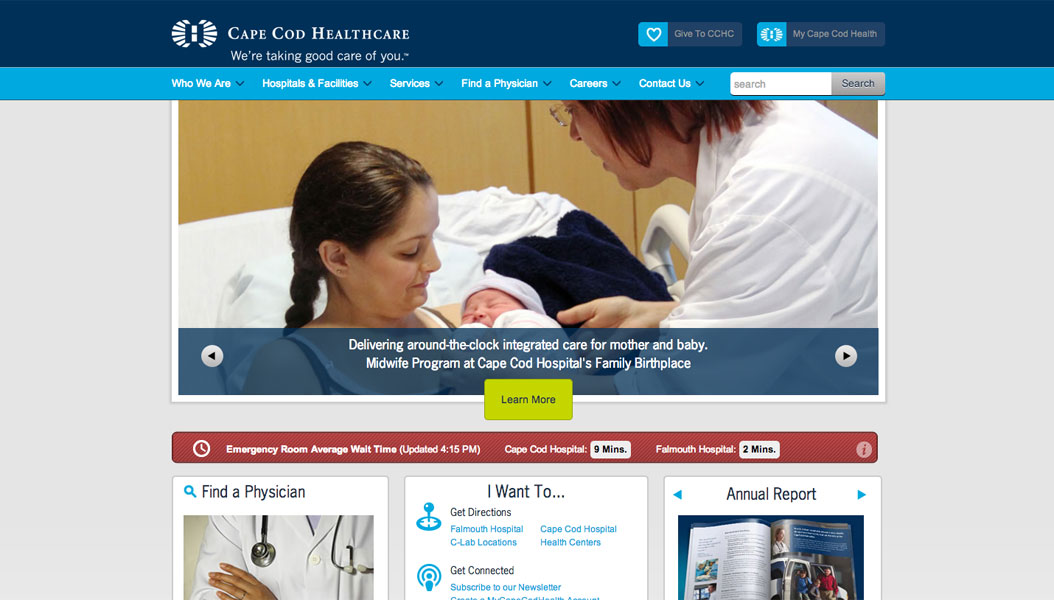 CAPE COD HEALTHCARE
We're taking good care of you.™
Give To CCHC
My Cape Cod Health
Who We Are
Hospitals & Facilities
Services
Find a Physician
Careers
Contact Us
search
Search
Delivering around-the-clock integrated care for mother and baby.
Midwife Program at Cape Cod Hospital's Family Birthplace
Learn More
Emergency Room Average Wait Time (Updated 4:15 PM)
Cape Cod Hospital: 9 Mins.
Falmouth Hospital: 2 Mins.
i
Find a Physician
I Want To...
Get Directions
Falmouth Hospital
Cape Cod Hospital
C-Lab Locations
Health Centers
Get Connected
Subscribe to our Newsletter
Create a MyCapeCodHealth Account
Annual Report